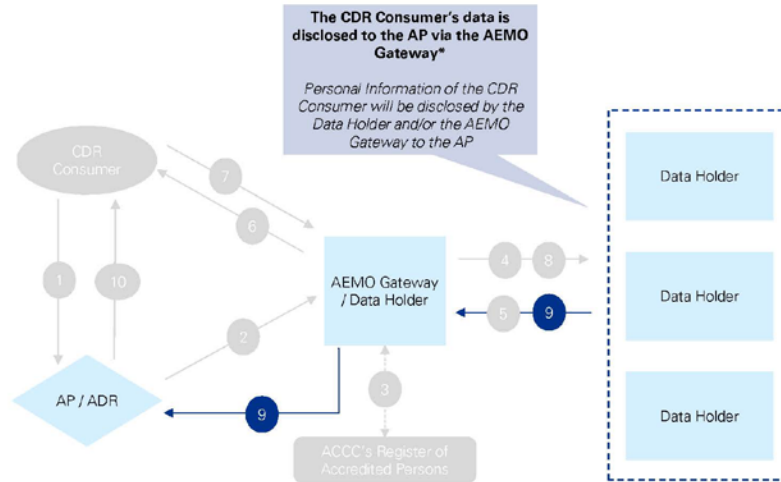 The CDR Consumer's data is
disclosed to the AP via the AEMO
Gateway*
Personal Information of the CDR
Consumer will be disclosed by the
Data Holder and/or the AEMO
Gateway to the AP
CDR
Consumer
7
6
1
10
2
AP / ADR
9
AEMO Gateway
/ Data Holder
4
8
5
9
3
ACCC's Register of
Accredited Persons
Data Holder
Data Holder
Data Holder